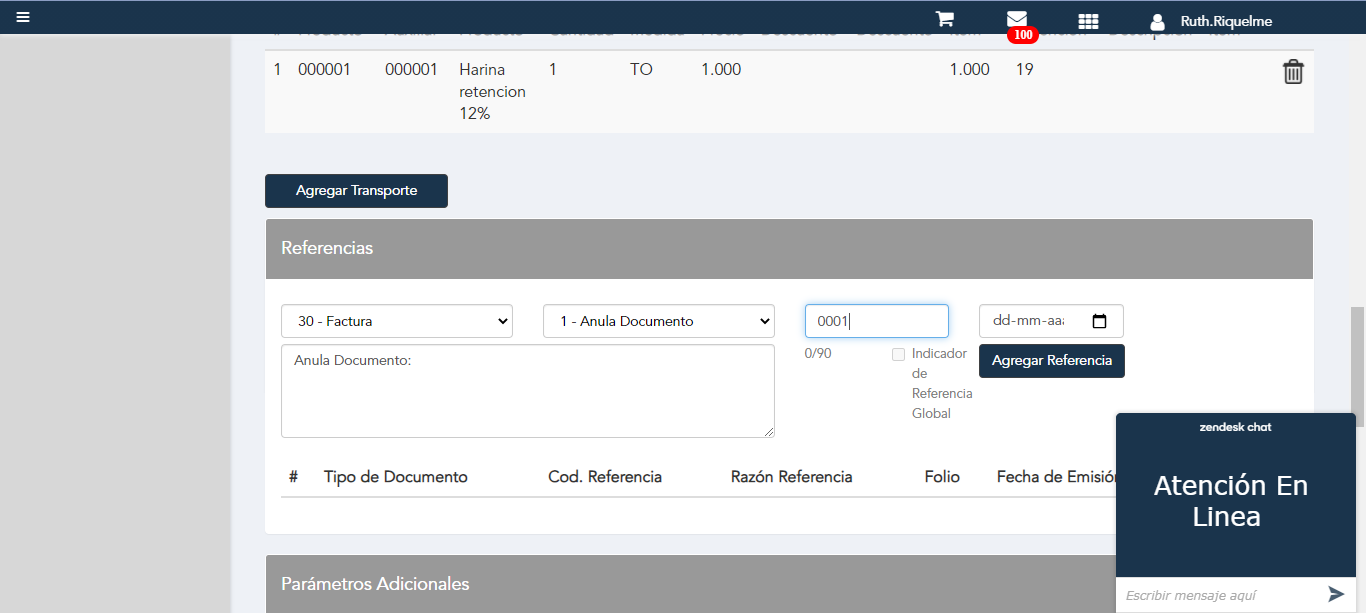 Ruth.Riquelme
100
1 000001 000001 Harina 1 TO 1.000 1.000 19
retencion
12%
Agregar Transporte
Referencias
30 - Factura 1 - Anula Documento 0001 dd-mm-aa
Anula Documento: 0/90 Indicador Agregar Referencia
de
Referencia
Global
# Tipo de Documento Cod. Referencia Razón Referencia Folio Fecha de Emisión
Parámetros Adicionales
zendesk chat
Atención En
Linea
Escribir mensaje aquí